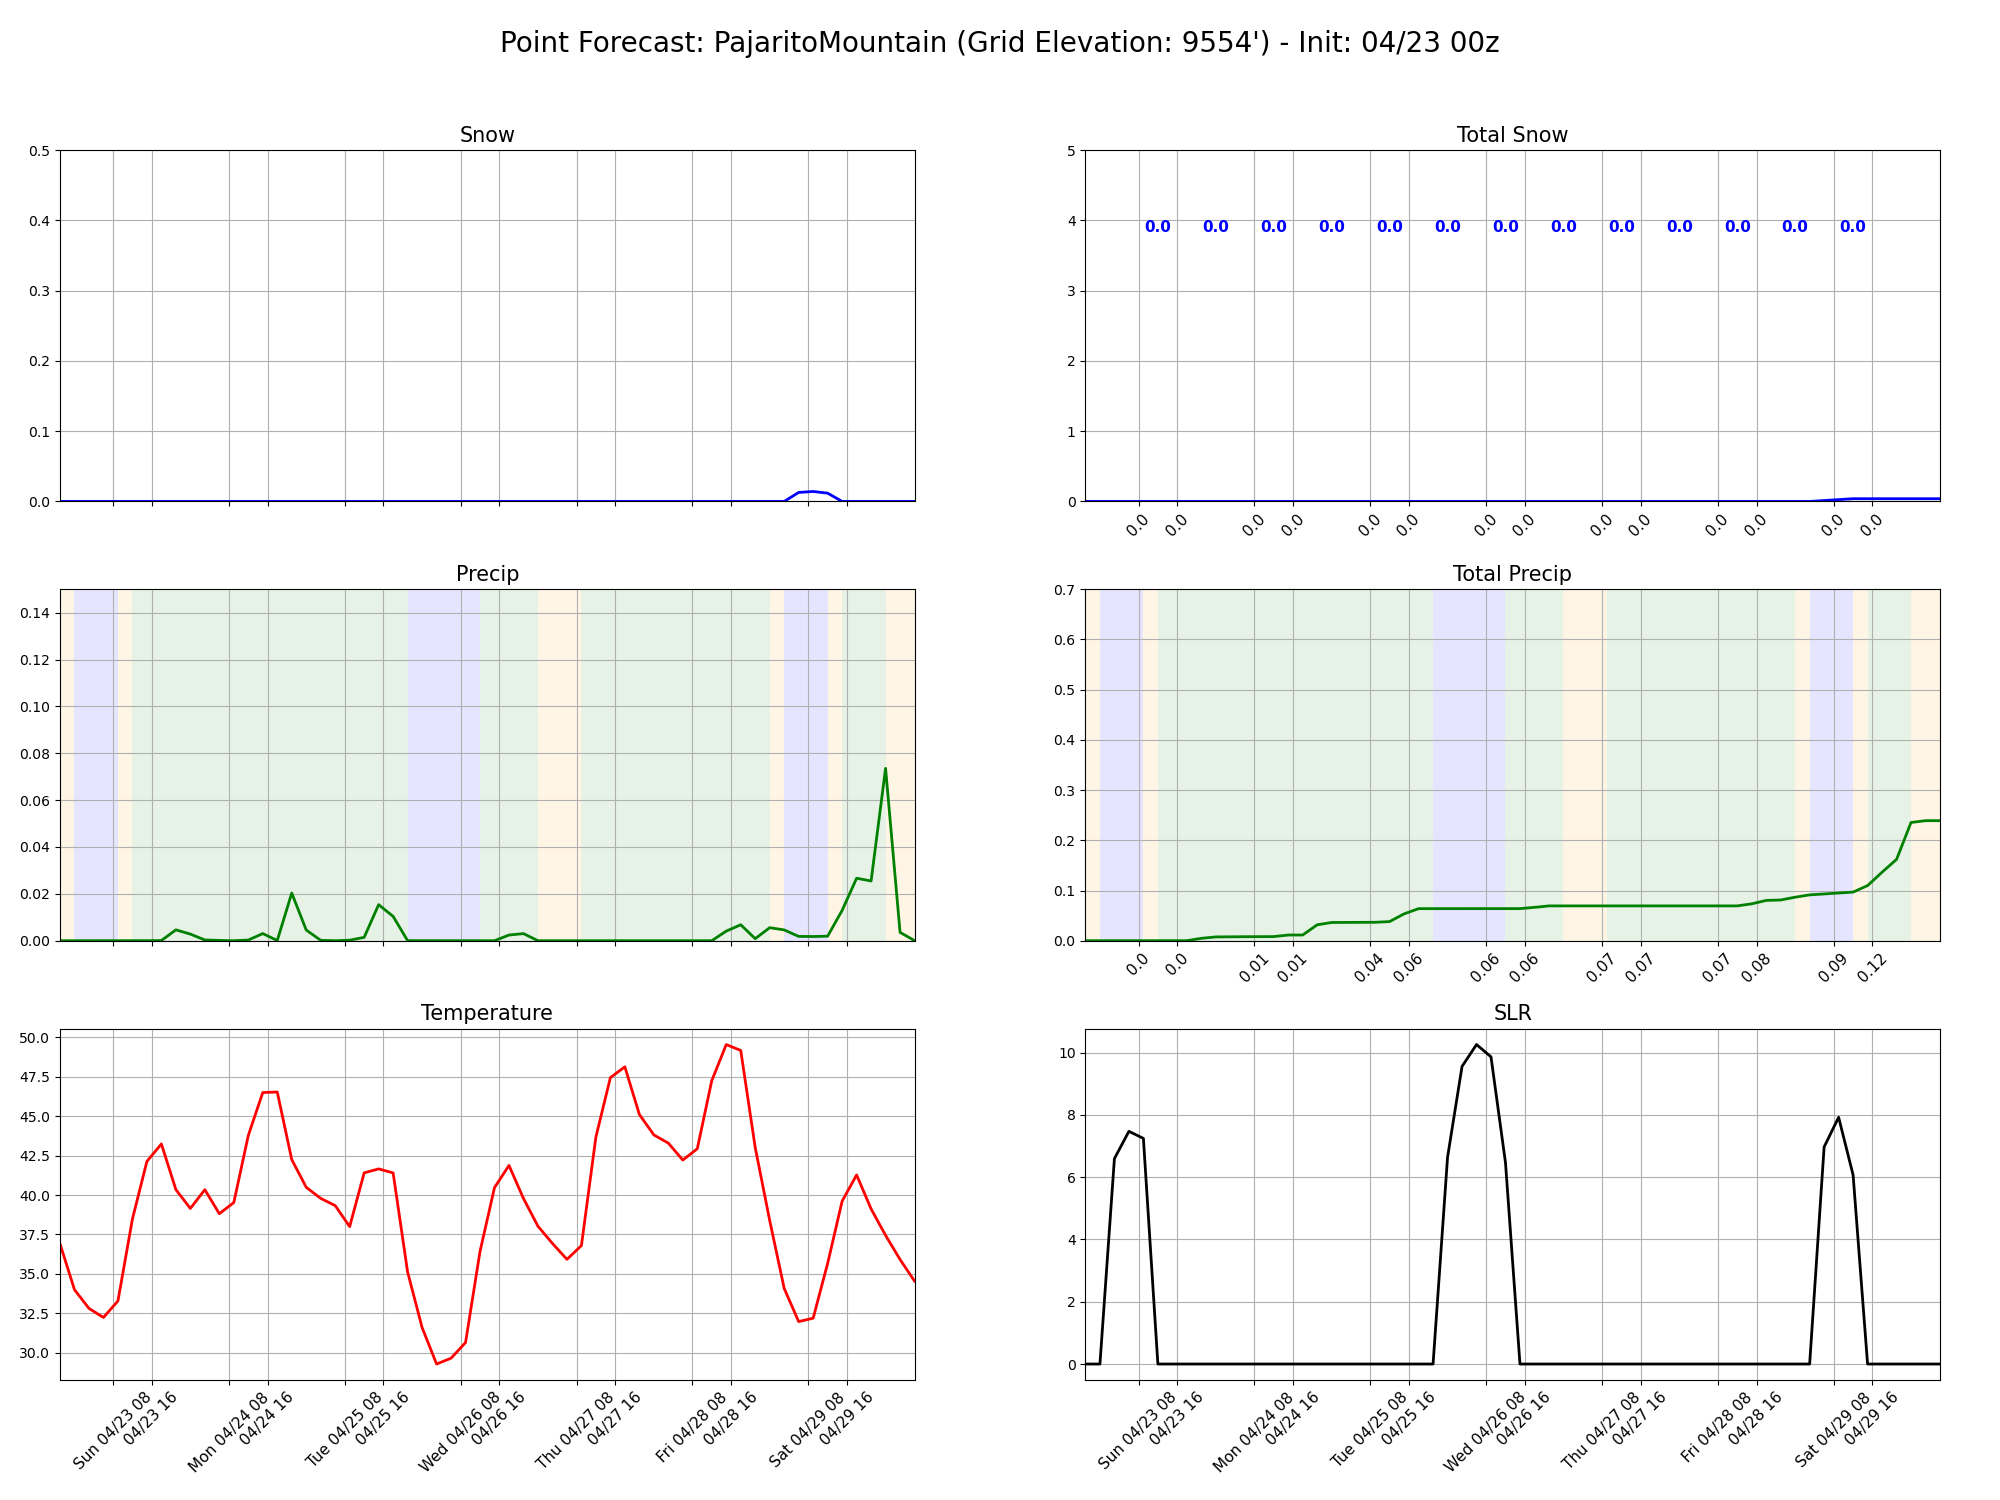 Point Forecast: PajaritoMountain (Grid Elevation: 9554') - Init: 04/23 00z
Snow
0.5
0.4
0.3
0.2
0.1
0.0
Total Snow
5
4
3
2
1
0
0.0 0.0 0.0 0.0 0.0 0.0 0.0 0.0 0.0 0.0 0.0 0.0 0.0
0.0 0.0 0.0 0.0 0.0 0.0 0.0 0.0 0.0 0.0 0.0 0.0 0.0 0.0
Precip
0.14
0.12
0.10
0.08
0.06
0.04
0.02
0.00
Total Precip
0.7
0.6
0.5
0.4
0.3
0.2
0.1
0.0
0.0 0.0 0.01 0.01 0.04 0.06 0.06 0.06 0.07 0.07 0.07 0.08 0.09 0.12
Temperature
50.0
47.5
45.0
42.5
40.0
37.5
35.0
32.5
30.0
Sun 04/23 08
04/23 16
Mon 04/24 08
04/24 16
Tue 04/25 08
04/25 16
Wed 04/26 08
04/26 16
Thu 04/27 08
04/27 16
Fri 04/28 08
04/28 16
Sat 04/29 08
04/29 16
SLR
10
8
6
4
2
0
Sun 04/23 08
04/23 16
Mon 04/24 08
04/24 16
Tue 04/25 08
04/25 16
Wed 04/26 08
04/26 16
Thu 04/27 08
04/27 16
Fri 04/28 08
04/28 16
Sat 04/29 08
04/29 16